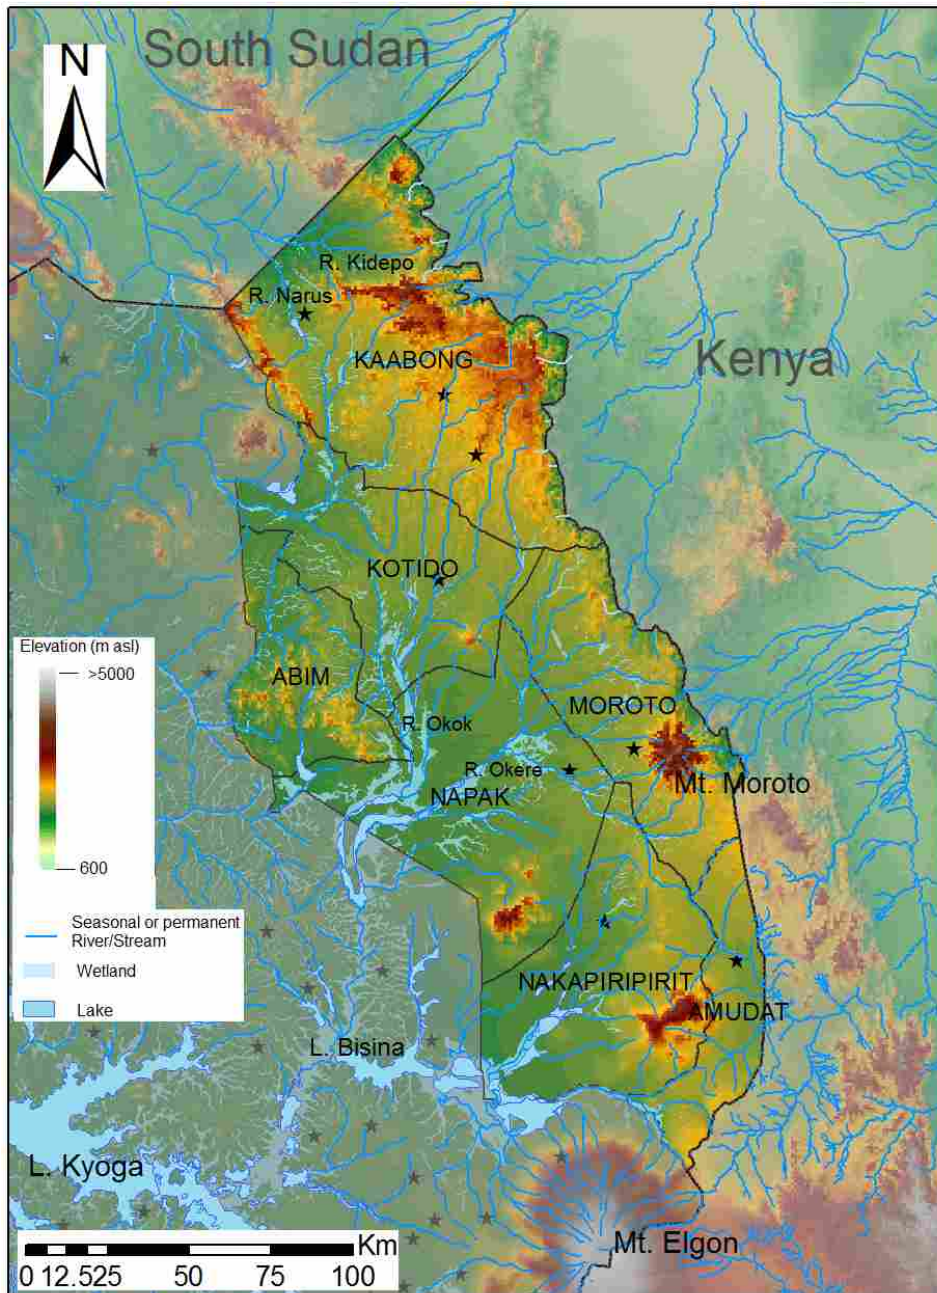 South Sudan
N
R. Kidepo
R. Narus
KAABONG
Kenya
KOTIDO
Elevation (m asl)
>5000
600
ABIM
MOROTO
R. Okok
R. Okere
Mt. Moroto
NAPAK
Seasonal or permanent
River/Stream
Wetland
Lake
NAKAPIRIPIRIT
AMUDAT
L. Bisina
L. Kyoga
Mt. Elgon
Km
0 12.525 50 75 100